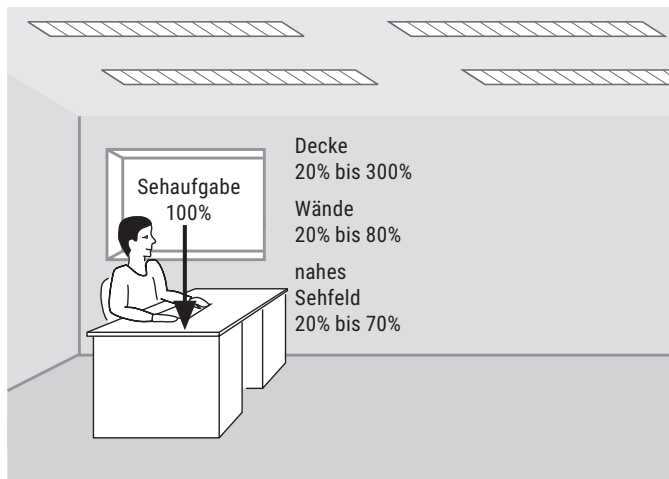 Sehaufgabe
100%
Decke
20% bis 300%
Wände
20% bis 80%
nahes
Sehfeld
20% bis 70%